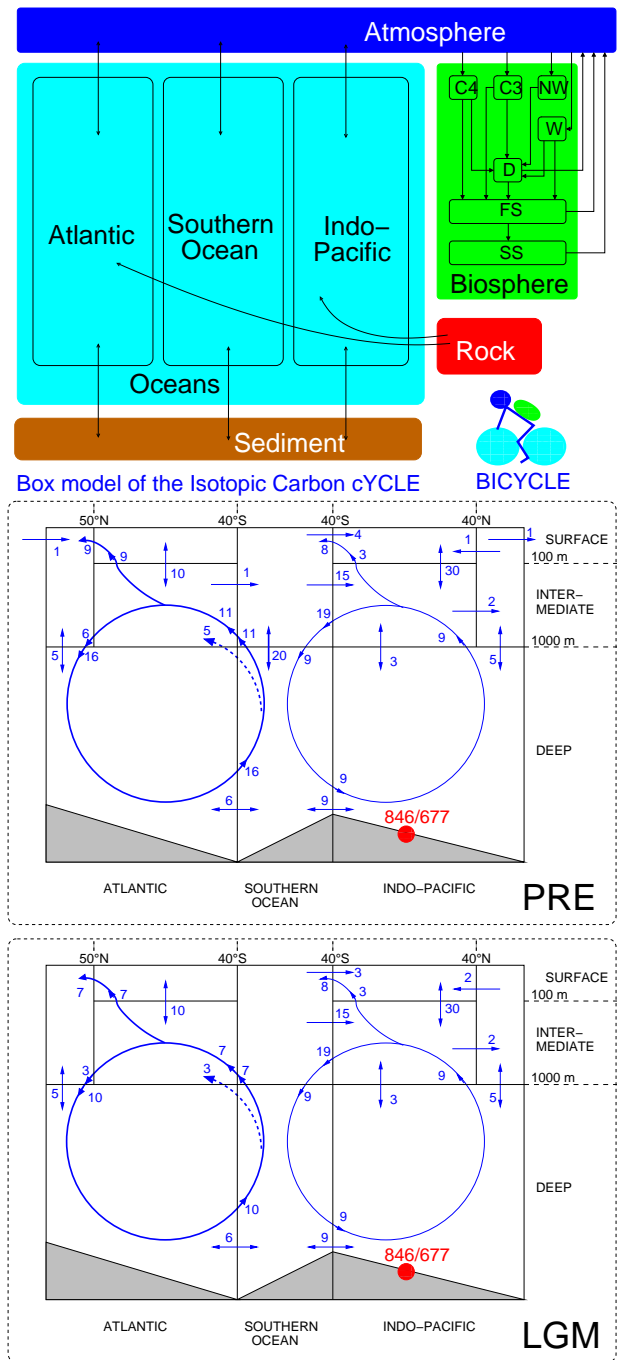 Atmosphere
C4 C3 NW
W
D
FS
SS
Biosphere
Atlantic
Southern
Ocean
Indo−
Pacific
Oceans
Rock
Sediment
Box model of the Isotopic Carbon cYCLE
BICYCLE
50°N 40°S 40°S 40°N
1 9 9 10 1 4 8 3 15 30 1 1 SURFACE
100 m
INTER−
MEDIATE
11 19 2
6 5 11 9
1000 m
5 16 20 9 3 5
DEEP
16 9
6 9
846/677
ATLANTIC SOUTHERN
OCEAN INDO−PACIFIC
PRE
50°N 40°S 40°S 40°N
7 7 10 3 8 3 15 30 2 SURFACE
100 m
INTER−
MEDIATE
7 19 2
3 3 7 9
1000 m
5 10 9 3 5
DEEP
10 9
6 9
846/677
ATLANTIC SOUTHERN
OCEAN INDO−PACIFIC
LGM